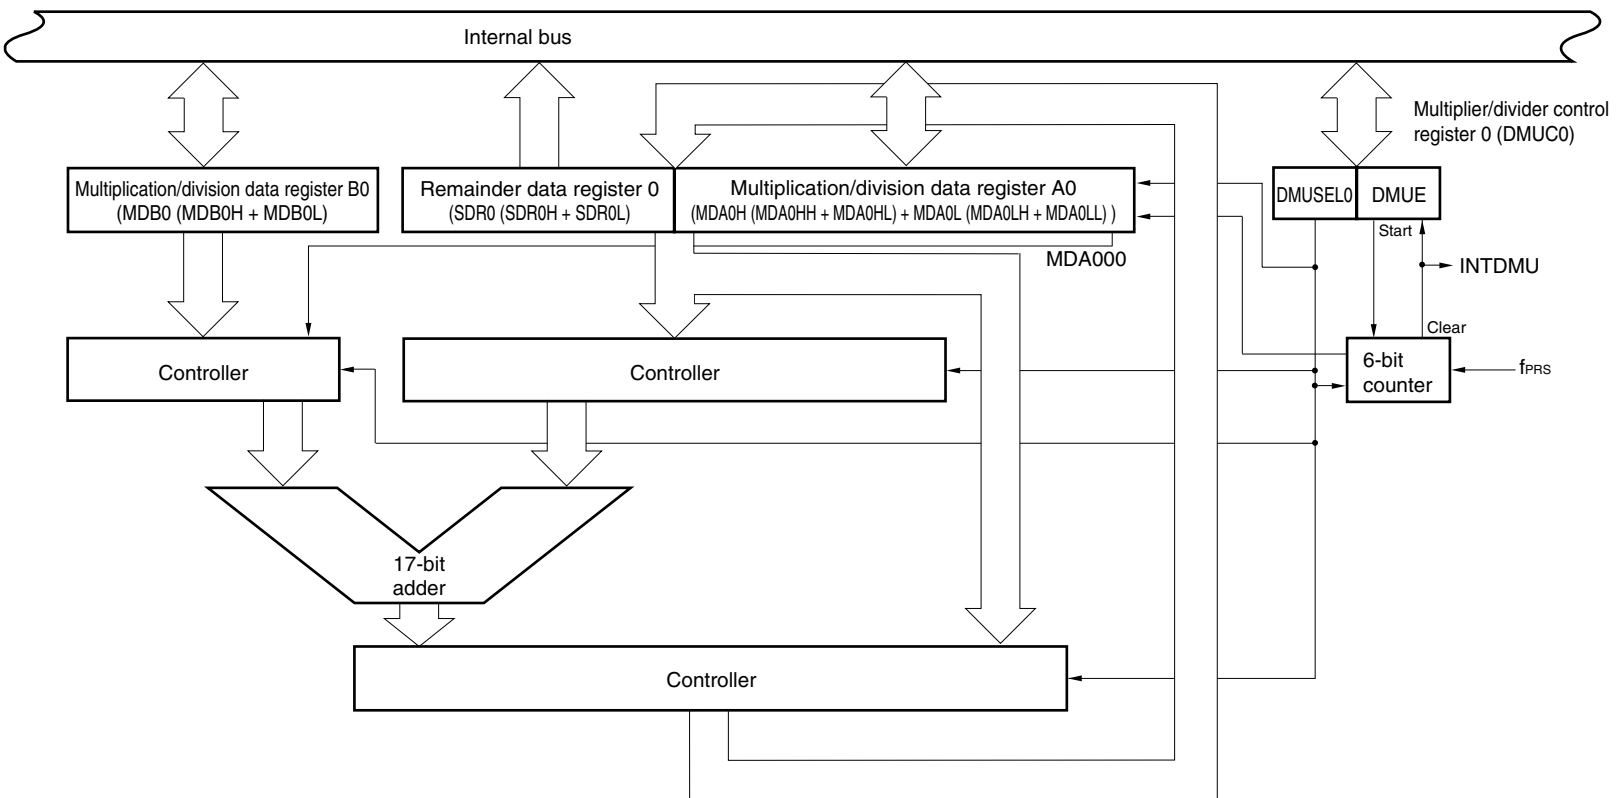 Internal bus
Multiplier/divider control
register 0 (DMUC0)
Multiplication/division data register B0
(MDB0 (MDB0H + MDB0L)
Remainder data register 0
(SDR0 (SDR0H + SDR0L)
Multiplication/division data register A0
(MDA0H (MDA0HH + MDA0HL) + MDA0L (MDA0LH + MDA0LL) )
DMUSEL0
DMUE
Start
MDA000
INTDMU
Clear
Controller
Controller
6-bit
counter
fPRS
17-bit
adder
Controller